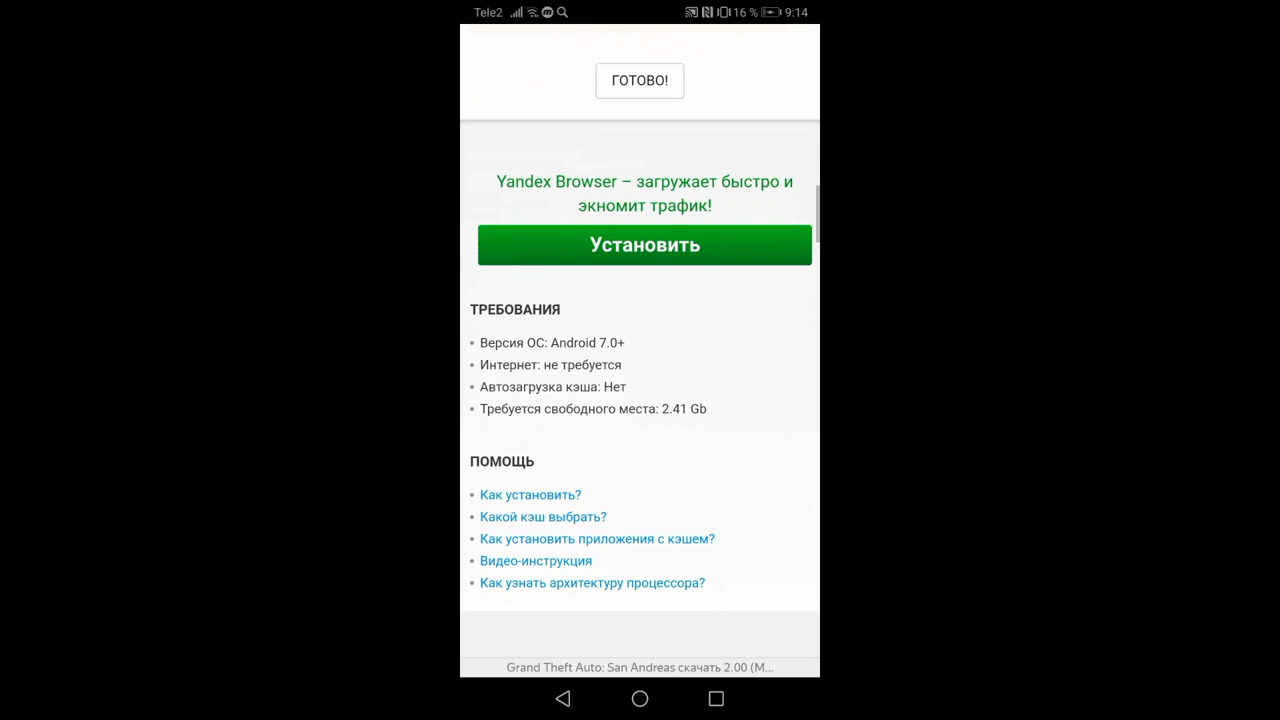 Tele2 16 % 9:14
ГОТОВО!
Yandex Browser – загружает быстро и
экномит трафик!
Установить
ТРЕБОВАНИЯ
• Версия ОС: Android 7.0+
• Интернет: не требуется
• Автозагрузка кэша: Нет
• Требуется свободного места: 2.41 Gb
ПОМОЩЬ
• Как установить?
• Какой кэш выбрать?
• Как установить приложения с кэшем?
• Видео-инструкция
• Как узнать архитектуру процессора?
Grand Theft Auto: San Andreas скачать 2.00 (M...